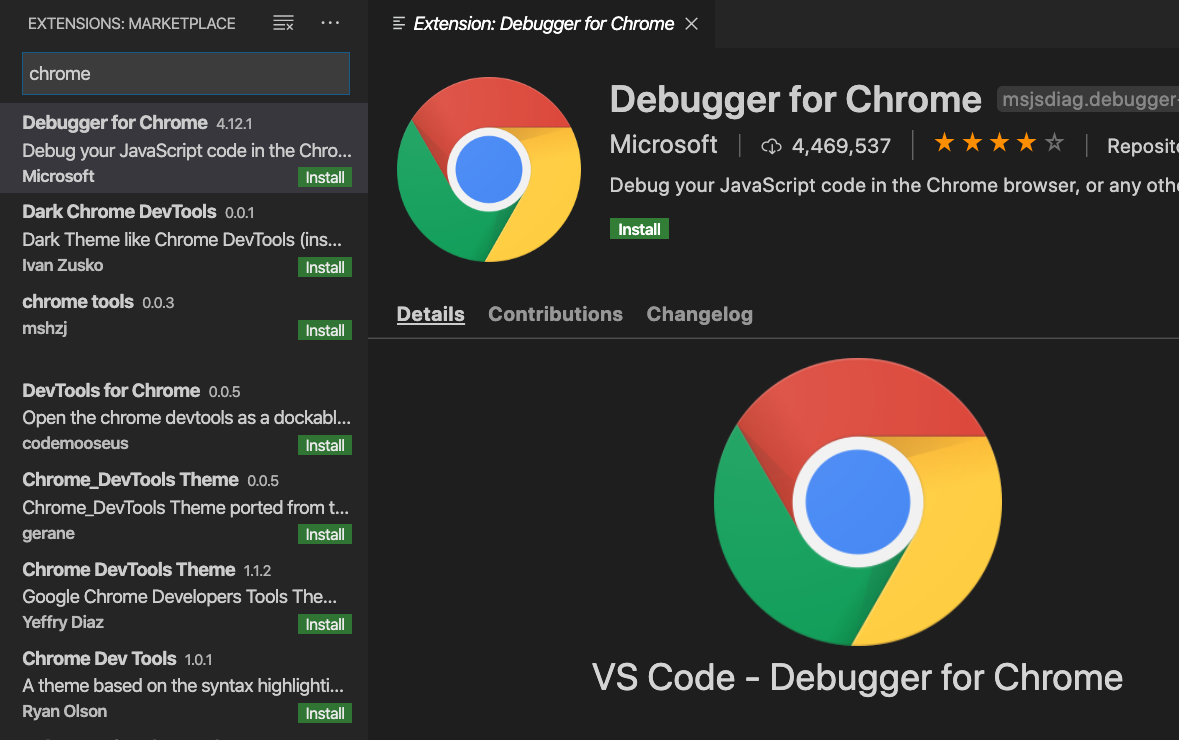 EXTENSIONS: MARKETPLACE
chrome
Debugger for Chrome 4.12.1
Debug your JavaScript code in the Chro...
Microsoft Install
Dark Chrome DevTools 0.0.1
Dark Theme like Chrome DevTools (ins...
Ivan Zusko Install
chrome tools 0.0.3
mshzj Install
DevTools for Chrome 0.0.5
Open the chrome devtools as a dockabl...
codemooseus Install
Chrome_DevTools Theme 0.0.5
Chrome_DevTools Theme ported from t...
gerane Install
Chrome DevTools Theme 1.1.2
Google Chrome Developers Tools The...
Yeffry Diaz Install
Chrome Dev Tools 1.0.1
A theme based on the syntax highlighti...
Ryan Olson Install
Extension: Debugger for Chrome
Debugger for Chrome msjsdiag.debugger-
Microsoft 4,469,537 Reposit
Debug your JavaScript code in the Chrome browser, or any oth
Install
Details Contributions Changelog
VS Code - Debugger for Chrome